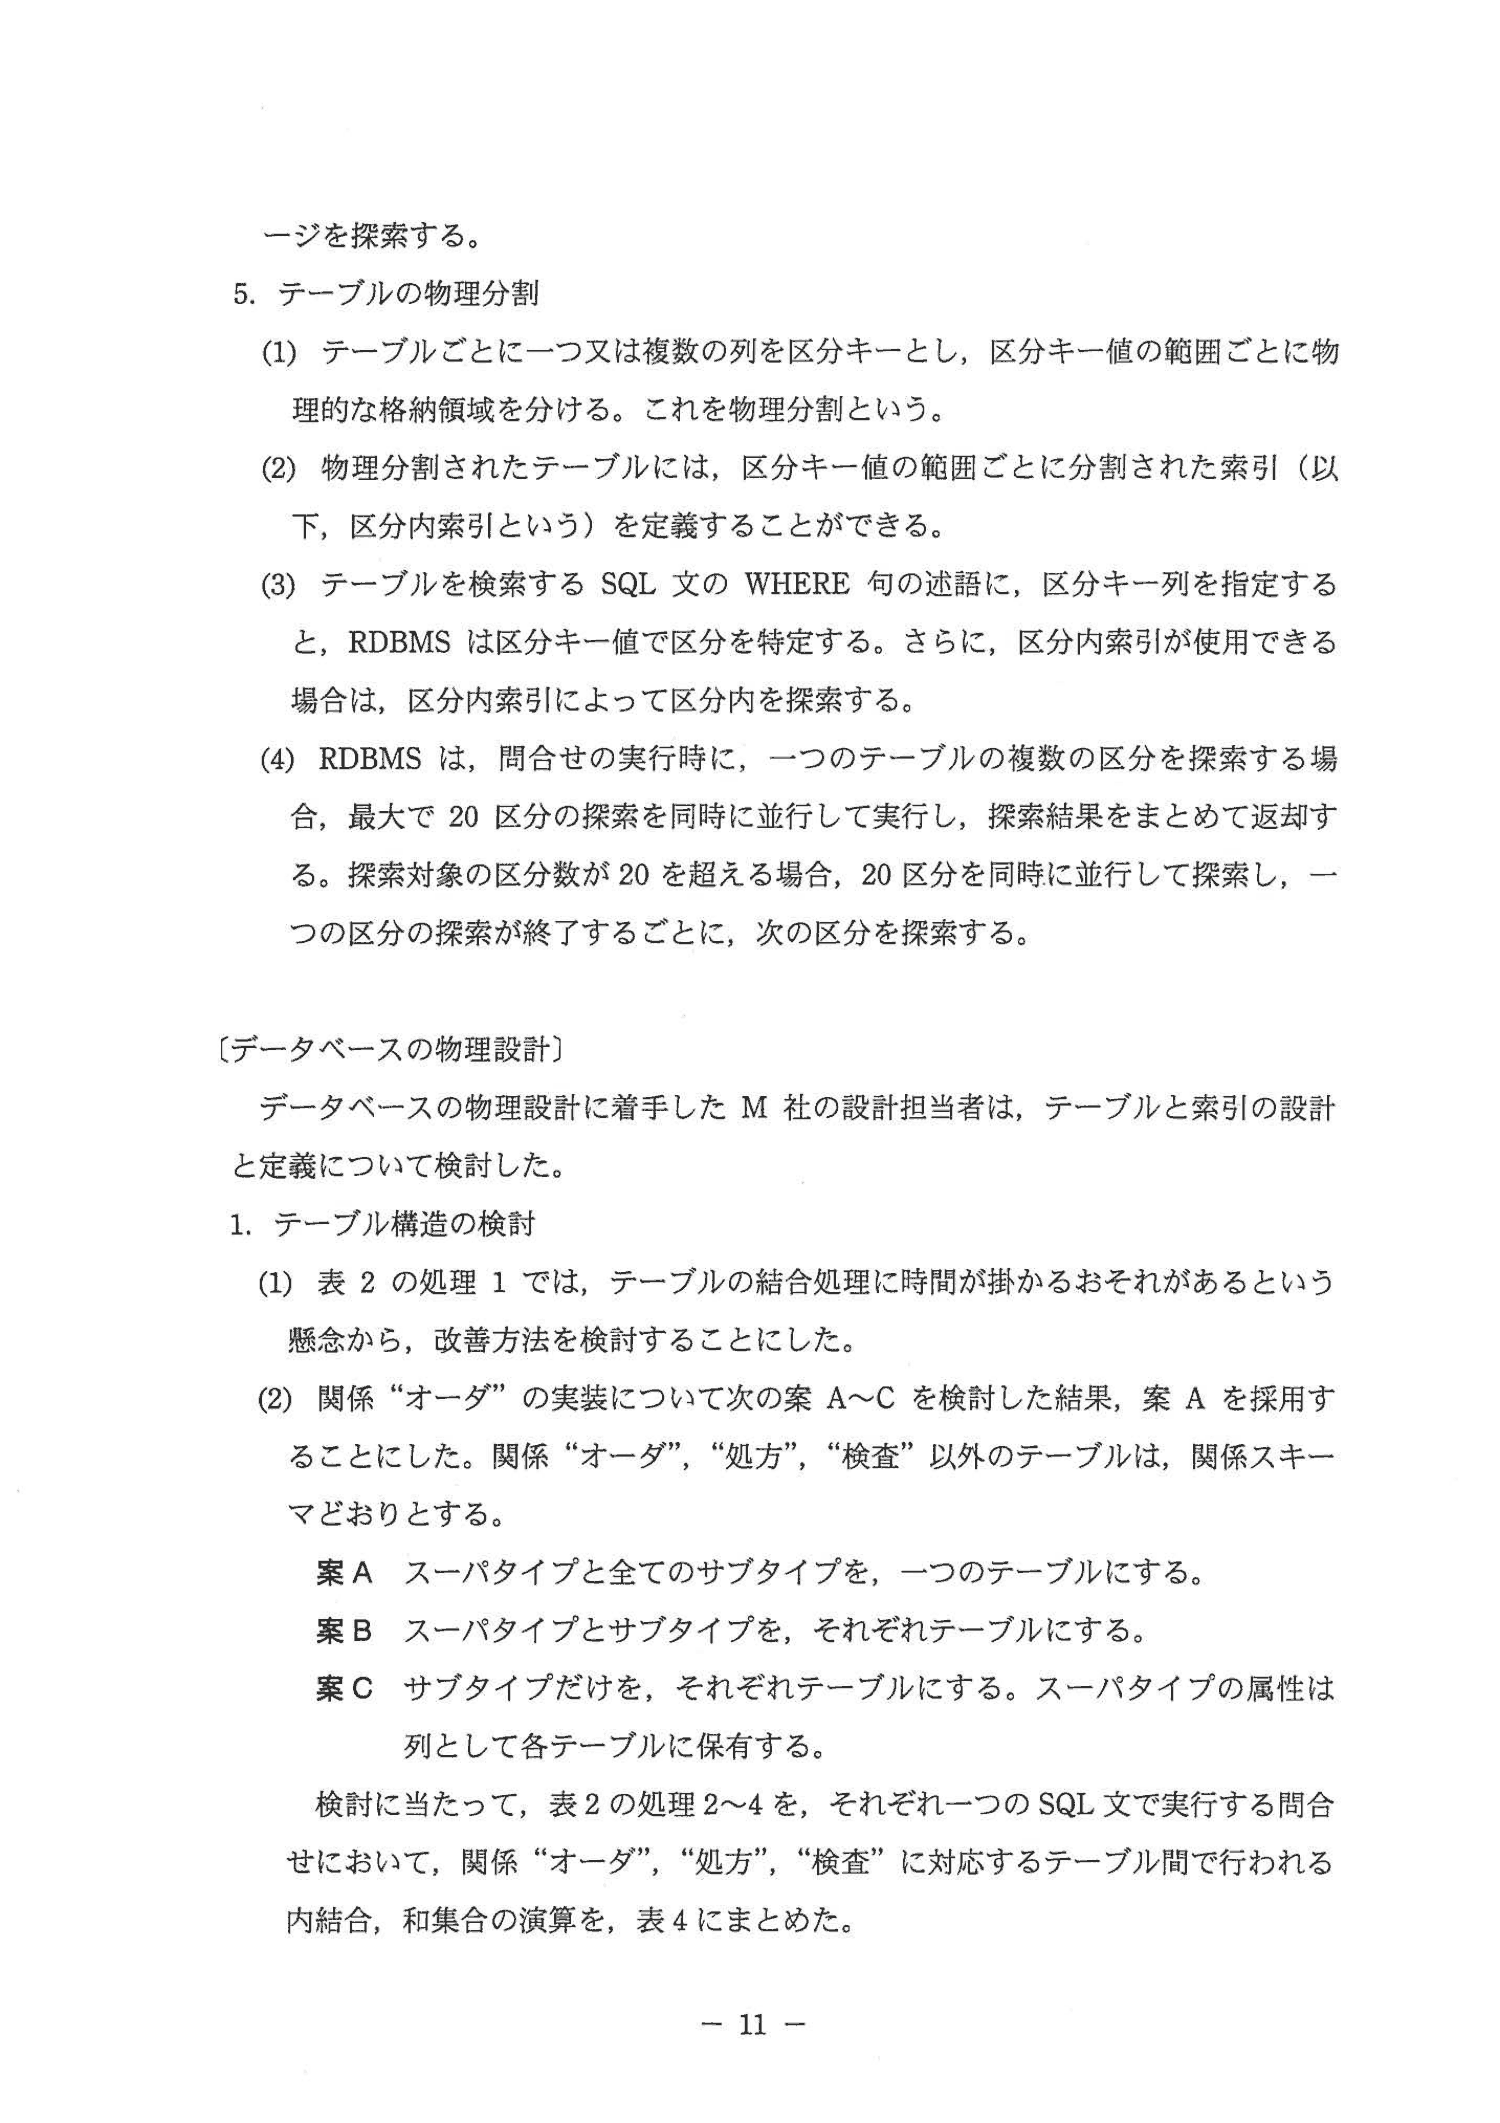 ージを探索する。
5. テーブルの物理分割
(1) テーブルごとに一つ又は複数の列を区分キーとし，区分キー値の範囲ごとに物
理的な格納領域を分ける。これを物理分割という。
(2) 物理分割されたテーブルには，区分キー値の範囲ごとに分割された索引（以
下，区分内索引という）を定義することができる。
(3) テーブルを検索する SQL 文の WHERE 句の述語に，区分キー列を指定する
と，RDBMS は区分キー値で区分を特定する。さらに，区分内索引が使用できる
場合は，区分内索引によって区分内を探索する。
(4) RDBMS は，問合せの実行時に，一つのテーブルの複数の区分を探索する場
合，最大で 20 区分の探索を同時に並行して実行し，探索結果をまとめて返却す
る。探索対象の区分数が 20 を超える場合，20 区分を同時に並行して探索し，一
つの区分の探索が終了するごとに，次の区分を探索する。
〔データベースの物理設計〕
データベースの物理設計に着手した M 社の設計担当者は，テーブルと索引の設計
と定義について検討した。
1. テーブル構造の検討
(1) 表 2 の処理 1 では，テーブルの結合処理に時間が掛かるおそれがあるという
懸念から，改善方法を検討することにした。
(2) 関係 “オーダ” の実装について次の案 A～C を検討した結果，案 A を採用す
ることにした。関係 “オーダ”，“処方”，“検査” 以外のテーブルは，関係スキー
マどおりとする。
案 A スーパタイプと全てのサブタイプを，一つのテーブルにする。
案 B スーパタイプとサブタイプを，それぞれテーブルにする。
案 C サブタイプだけを，それぞれテーブルにする。スーパタイプの属性は
列として各テーブルに保有する。
検討に当たって，表 2 の処理 2～4 を，それぞれ一つの SQL 文で実行する問合
せにおいて，関係 “オーダ”，“処方”，“検査” に対応するテーブル間で行われる
内結合，和集合の演算を，表 4 にまとめた。
－ 11 －